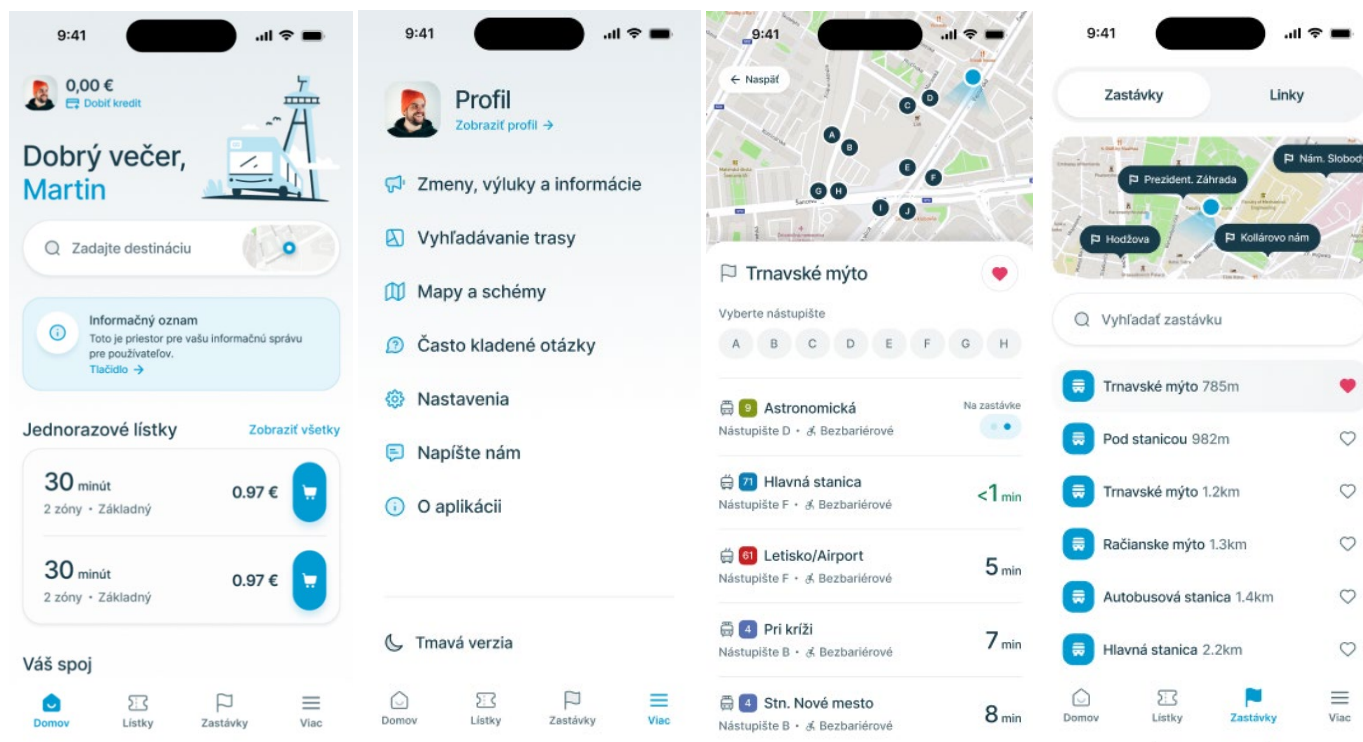 9:41
0,00 €
Dobiť kredit
Dobrý večer,
Martin
Zadajte destináciu
Informačný oznam
Toto je priestor pre vašu informačnú správu
pre používateľov.
Tlačidlo →
Jednorazové lístky
Zobraziť všetky
30 minút
2 zóny • Základný
0.97 €
30 minút
2 zóny • Základný
0.97 €
Váš spoj
Domov
Lístky
Zastávky
Viac
9:41
Profil
Zobraziť profil →
Zmeny, výluky a informácie
Vyhľadávanie trasy
Mapy a schémy
Často kladené otázky
Nastavenia
Napíšte nám
O aplikácii
Tmavá verzia
Domov
Lístky
Zastávky
Viac
9:41
← Naspäť
C
D
A
B
E
F
G
H
I
J
Trnavské mýto
Vyberte nástupište
A B C D E F G H
9 Astronomická
Na zastávke
Nástupište D • Bezbariérové
71 Hlavná stanica
<1 min
Nástupište F • Bezbariérové
61 Letisko/Airport
5 min
Nástupište F • Bezbariérové
4 Pri kríži
7 min
Nástupište B • Bezbariérové
4 Stn. Nové mesto
8 min
Nástupište B • Bezbariérové
9:41
Zastávky
Linky
Nám. Slobody
Prezident. Záhrada
Hodžova
Kollárovo nám
Vyhľadať zastávku
Trnavské mýto 785m
Pod stanicou 982m
Trnavské mýto 1.2km
Račianske mýto 1.3km
Autobusová stanica 1.4km
Hlavná stanica 2.2km
Domov
Lístky
Zastávky
Viac